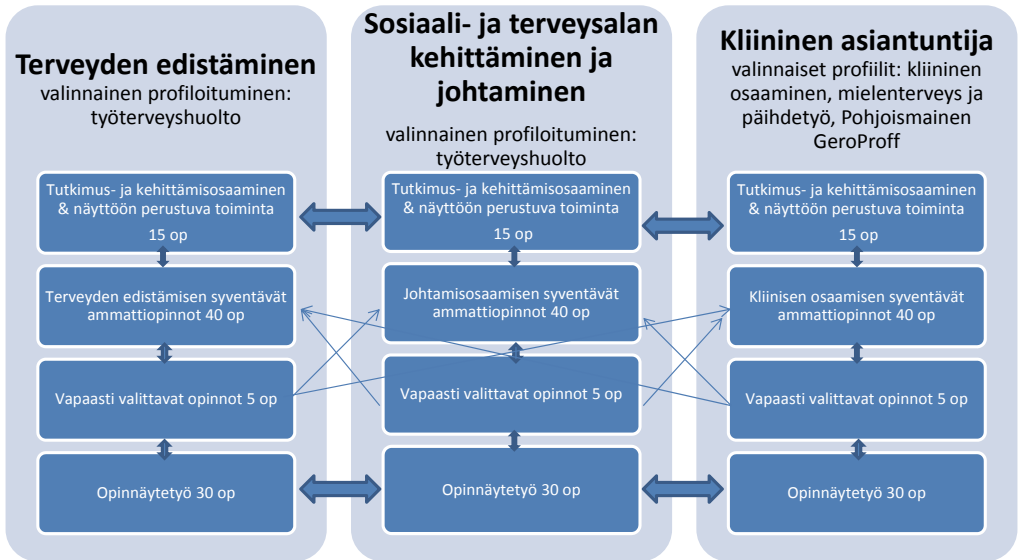 Terveyden edistäminen
valinnainen profiloituminen:
työterveyshuolto
Tutkimus- ja kehittämisosaaminen
& näyttöön perustuva toiminta
15 op
Terveyden edistämisen syventävät
ammattiopinnot 40 op
Vapaasti valittavat opinnot 5 op
Opinnäytetyö 30 op
Sosiaali- ja terveysalan
kehittäminen ja
johtaminen
valinnainen profiloituminen:
työterveyshuolto
Tutkimus- ja kehittämisosaaminen
& näyttöön perustuva toiminta
15 op
Johtamisosaamisen syventävät
ammattiopinnot 40 op
Vapaasti valittavat opinnot 5 op
Opinnäytetyö 30 op
Kliininen asiantuntija
valinnaiset profiilit: kliininen
osaaminen, mielenterveys ja
päihdetyö, Pohjoismainen
GeroProff
Tutkimus- ja kehittämisosaaminen
& näyttöön perustuva toiminta
15 op
Kliinisen osaamisen syventävät
ammattiopinnot 40 op
Vapaasti valittavat opinnot 5 op
Opinnäytetyö 30 op